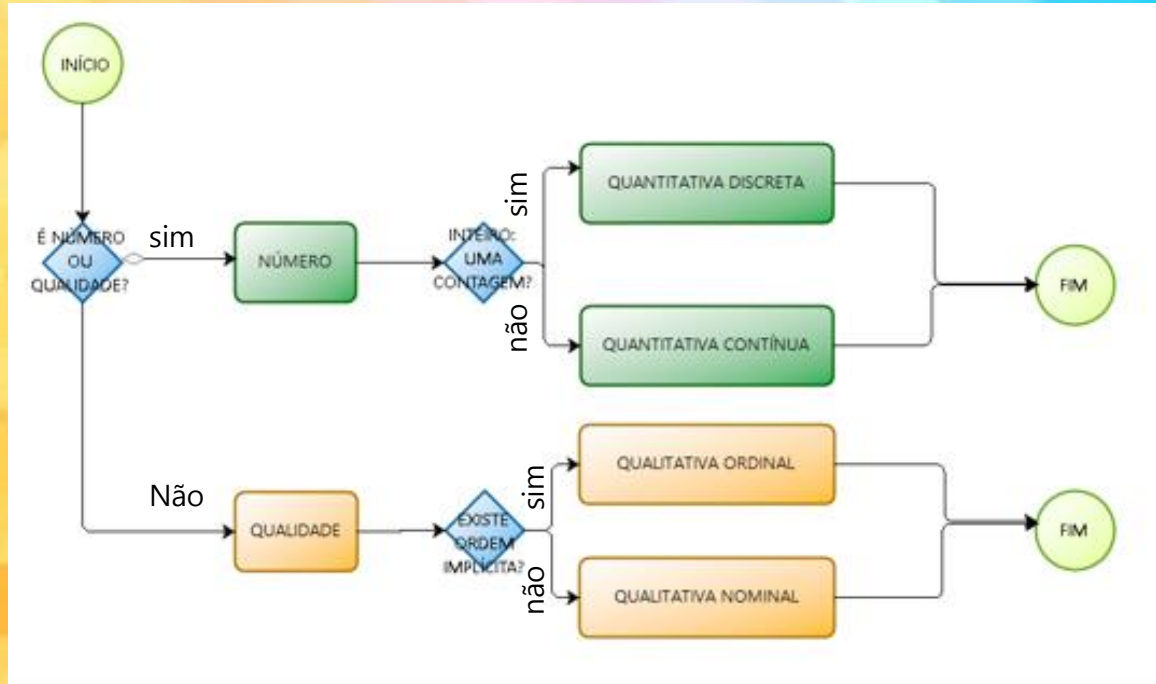 INÍCIO
É NÚMERO
OU
QUALIDADE?
sim
NÚMERO
INTEIRO:
UMA
CONTAGEM?
sim
QUANTITATIVA DISCRETA
não
QUANTITATIVA CONTÍNUA
FIM
Não
QUALIDADE
EXISTE
ORDEM
IMPLÍCITA?
sim
QUALITATIVA ORDINAL
não
QUALITATIVA NOMINAL
FIM